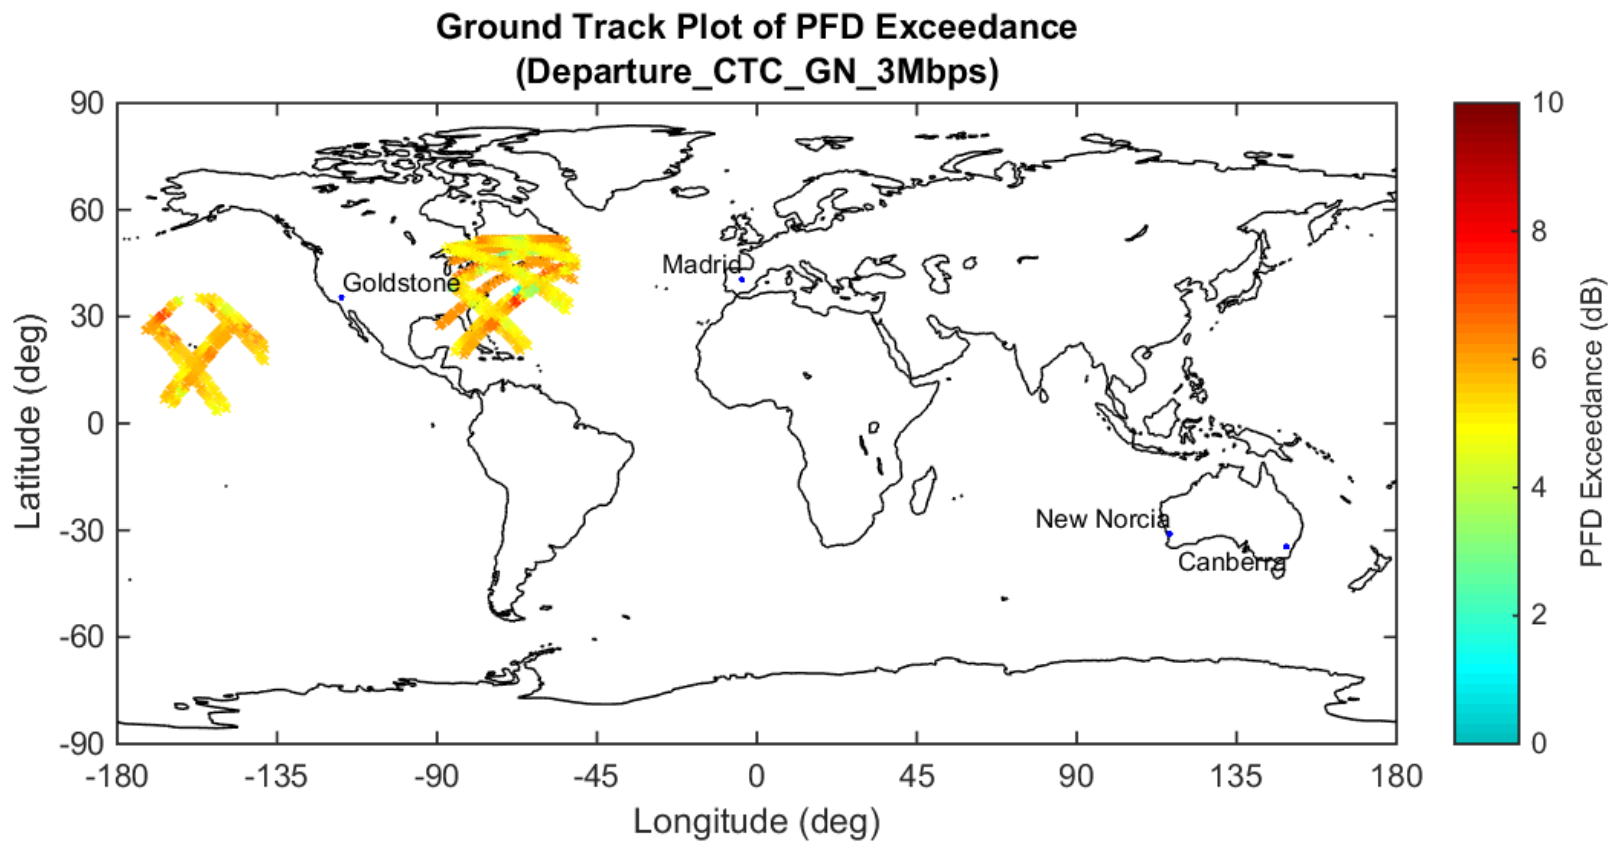 Ground Track Plot of PFD Exceedance
(Departure_CTC_GN_3Mbps)
90
60
30
0
-30
-60
-90
Latitude (deg)
-180
-135
-90
-45
0
45
90
135
180
Longitude (deg)
Goldstone
Madrid
New Norcia
Canberra
10
8
6
4
2
0
PFD Exceedance (dB)